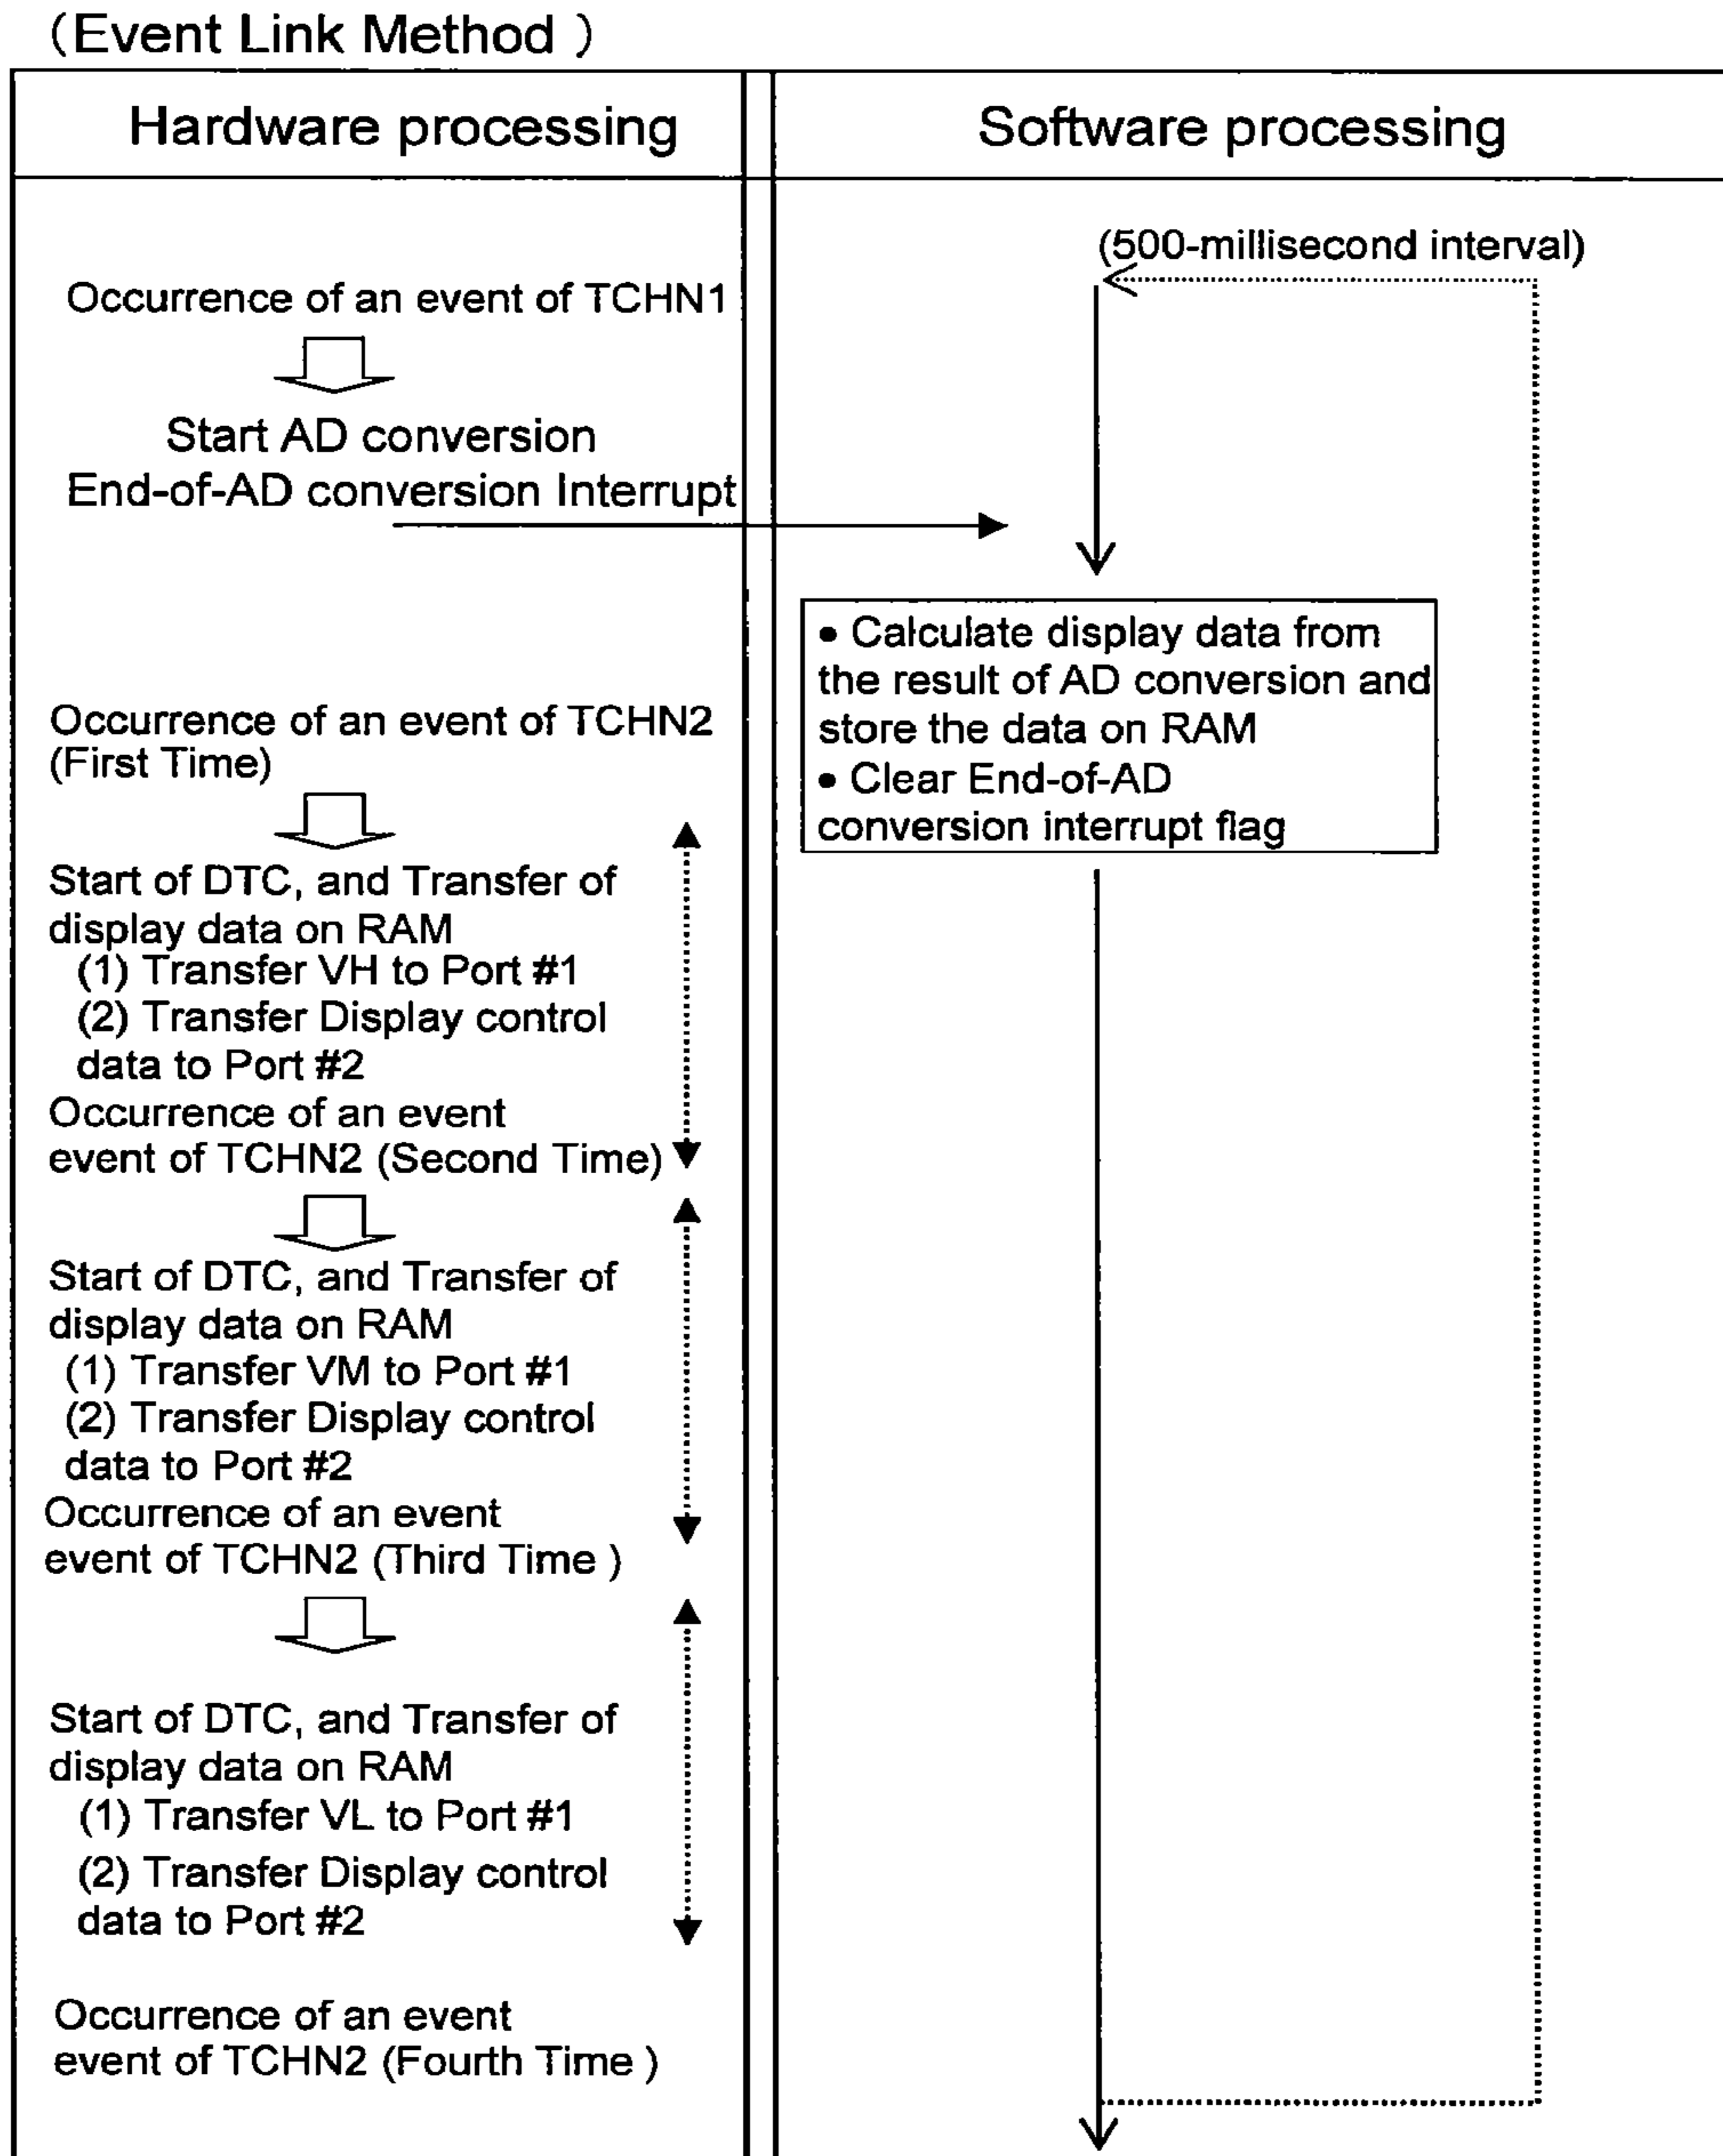 (Event Link Method )
Hardware processing
Software processing
(500-millisecond interval)
Occurrence of an event of TCHN1
Start AD conversion
End-of-AD conversion Interrupt
• Calculate display data from
the result of AD conversion and
store the data on RAM
• Clear End-of-AD
conversion interrupt flag
Occurrence of an event of TCHN2
(First Time)
Start of DTC, and Transfer of
display data on RAM
(1) Transfer VH to Port #1
(2) Transfer Display control
data to Port #2
Occurrence of an event
event of TCHN2 (Second Time)
Start of DTC, and Transfer of
display data on RAM
(1) Transfer VM to Port #1
(2) Transfer Display control
data to Port #2
Occurrence of an event
event of TCHN2 (Third Time )
Start of DTC, and Transfer of
display data on RAM
(1) Transfer VL to Port #1
(2) Transfer Display control
data to Port #2
Occurrence of an event
event of TCHN2 (Fourth Time )